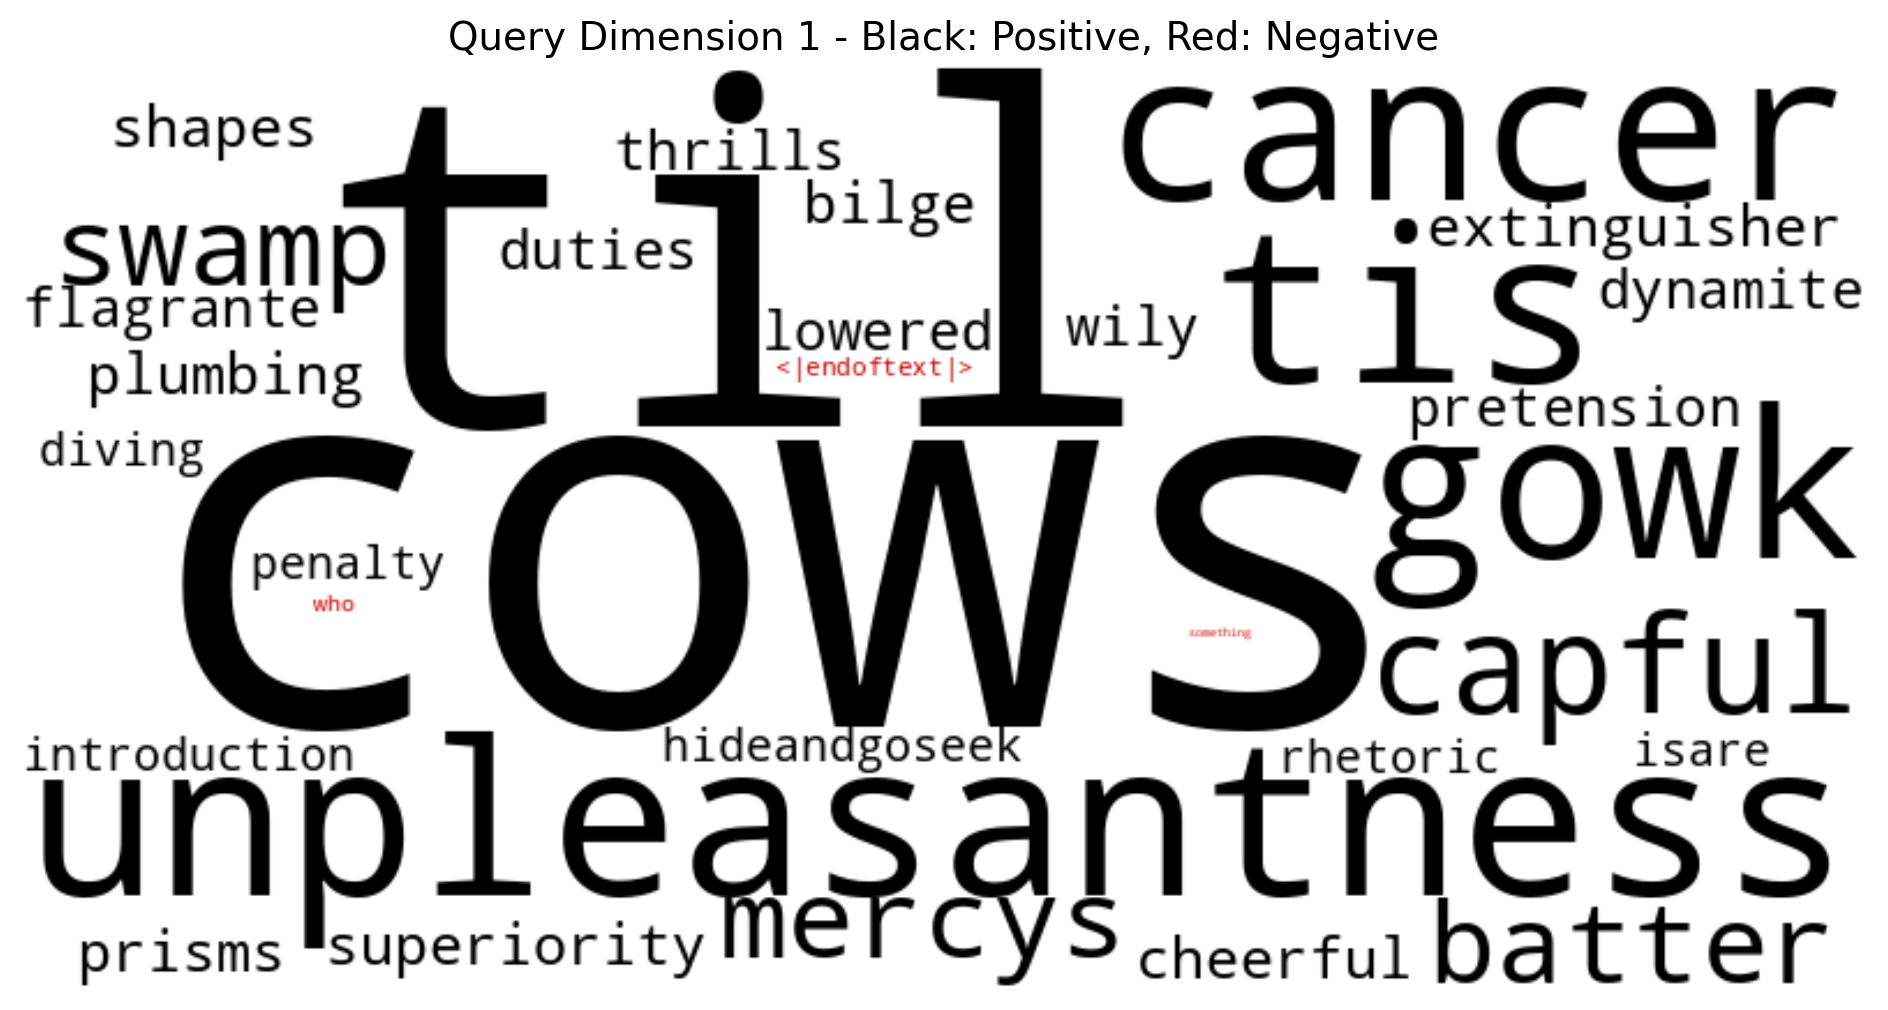 Query Dimension 1 - Black: Positive, Red: Negative
shapes
thrills
til
cancer
bilge
swamp
duties
extinguisher
tis
dynamite
flagrante
lowered
wily
<|endoftext|>
plumbing
pretension
diving
cows
gowk
penalty
who
something
capful
introduction
hideandgoseek
rhetoric
isare
unpleasantness
prisms
superiority
mercys
cheerful
batter